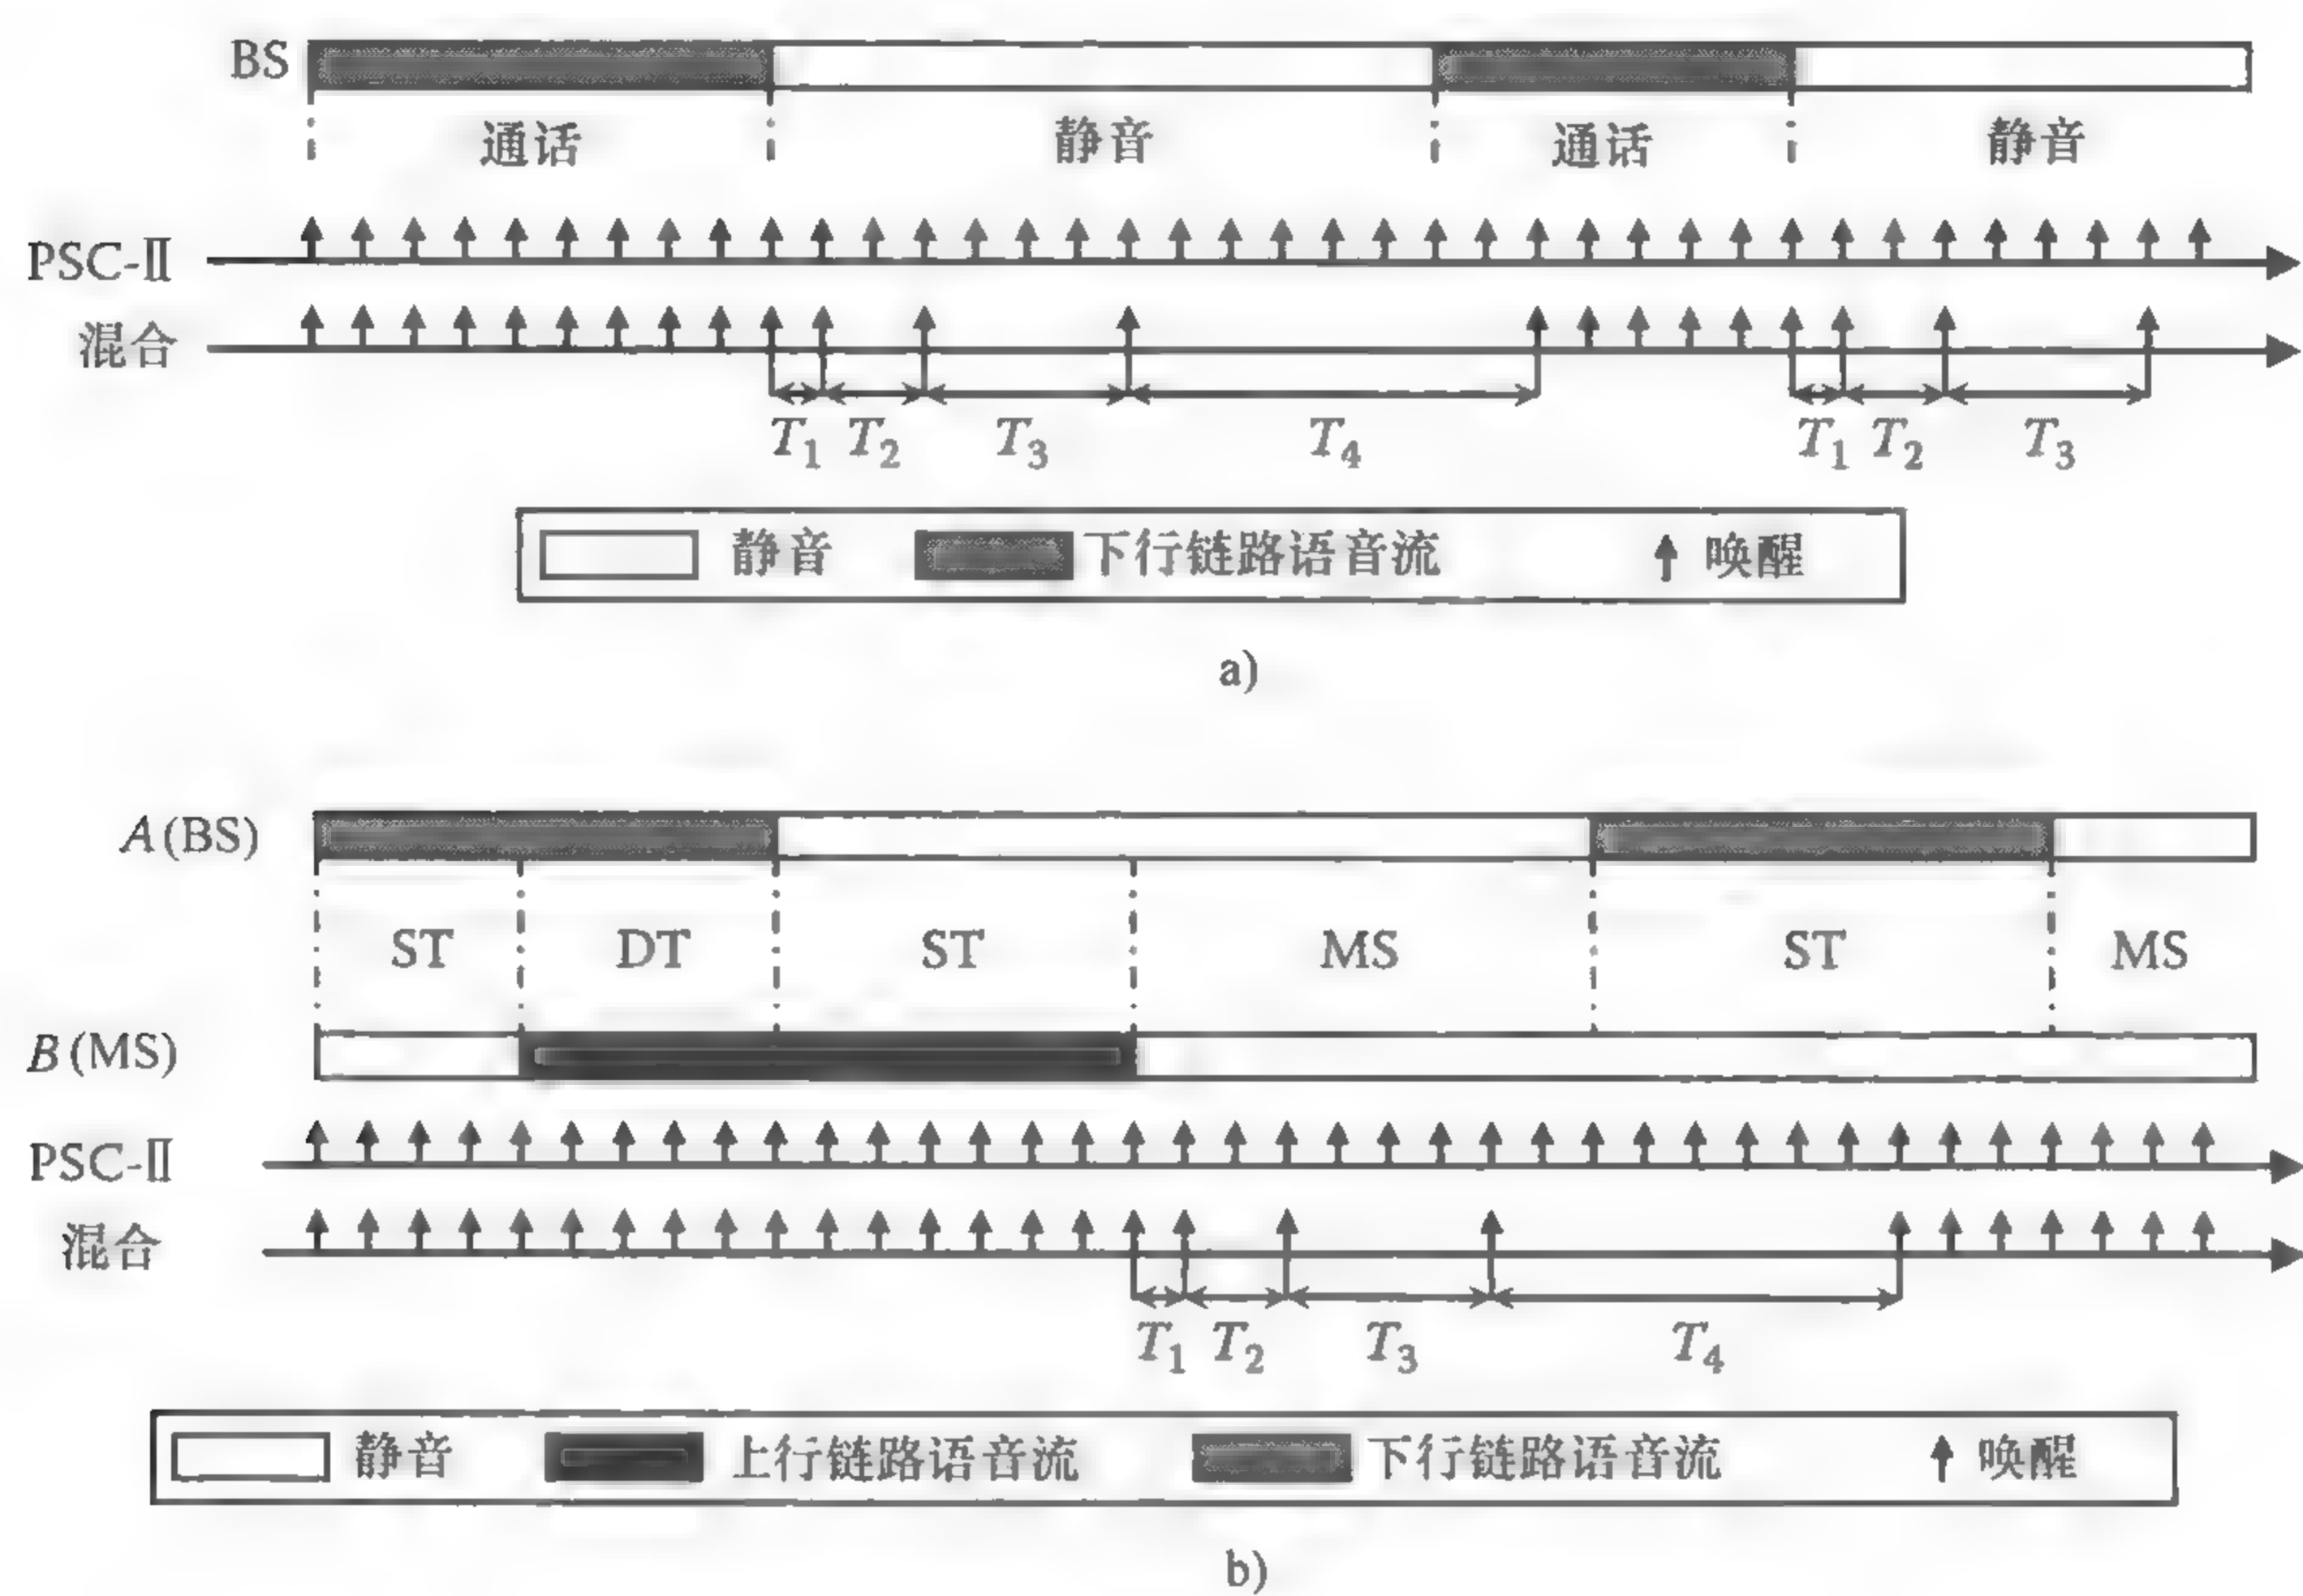 BS
通话 静音 通话 静音
PSC-Ⅱ
混合
T1 T2 T3 T4 T1 T2 T3
静音 下行链路语音流 唤醒
a)
A(BS)
ST DT ST MS ST MS
B(MS)
PSC-Ⅱ
混合
T1 T2 T3 T4
静音 上行链路语音流 下行链路语音流 唤醒
b)